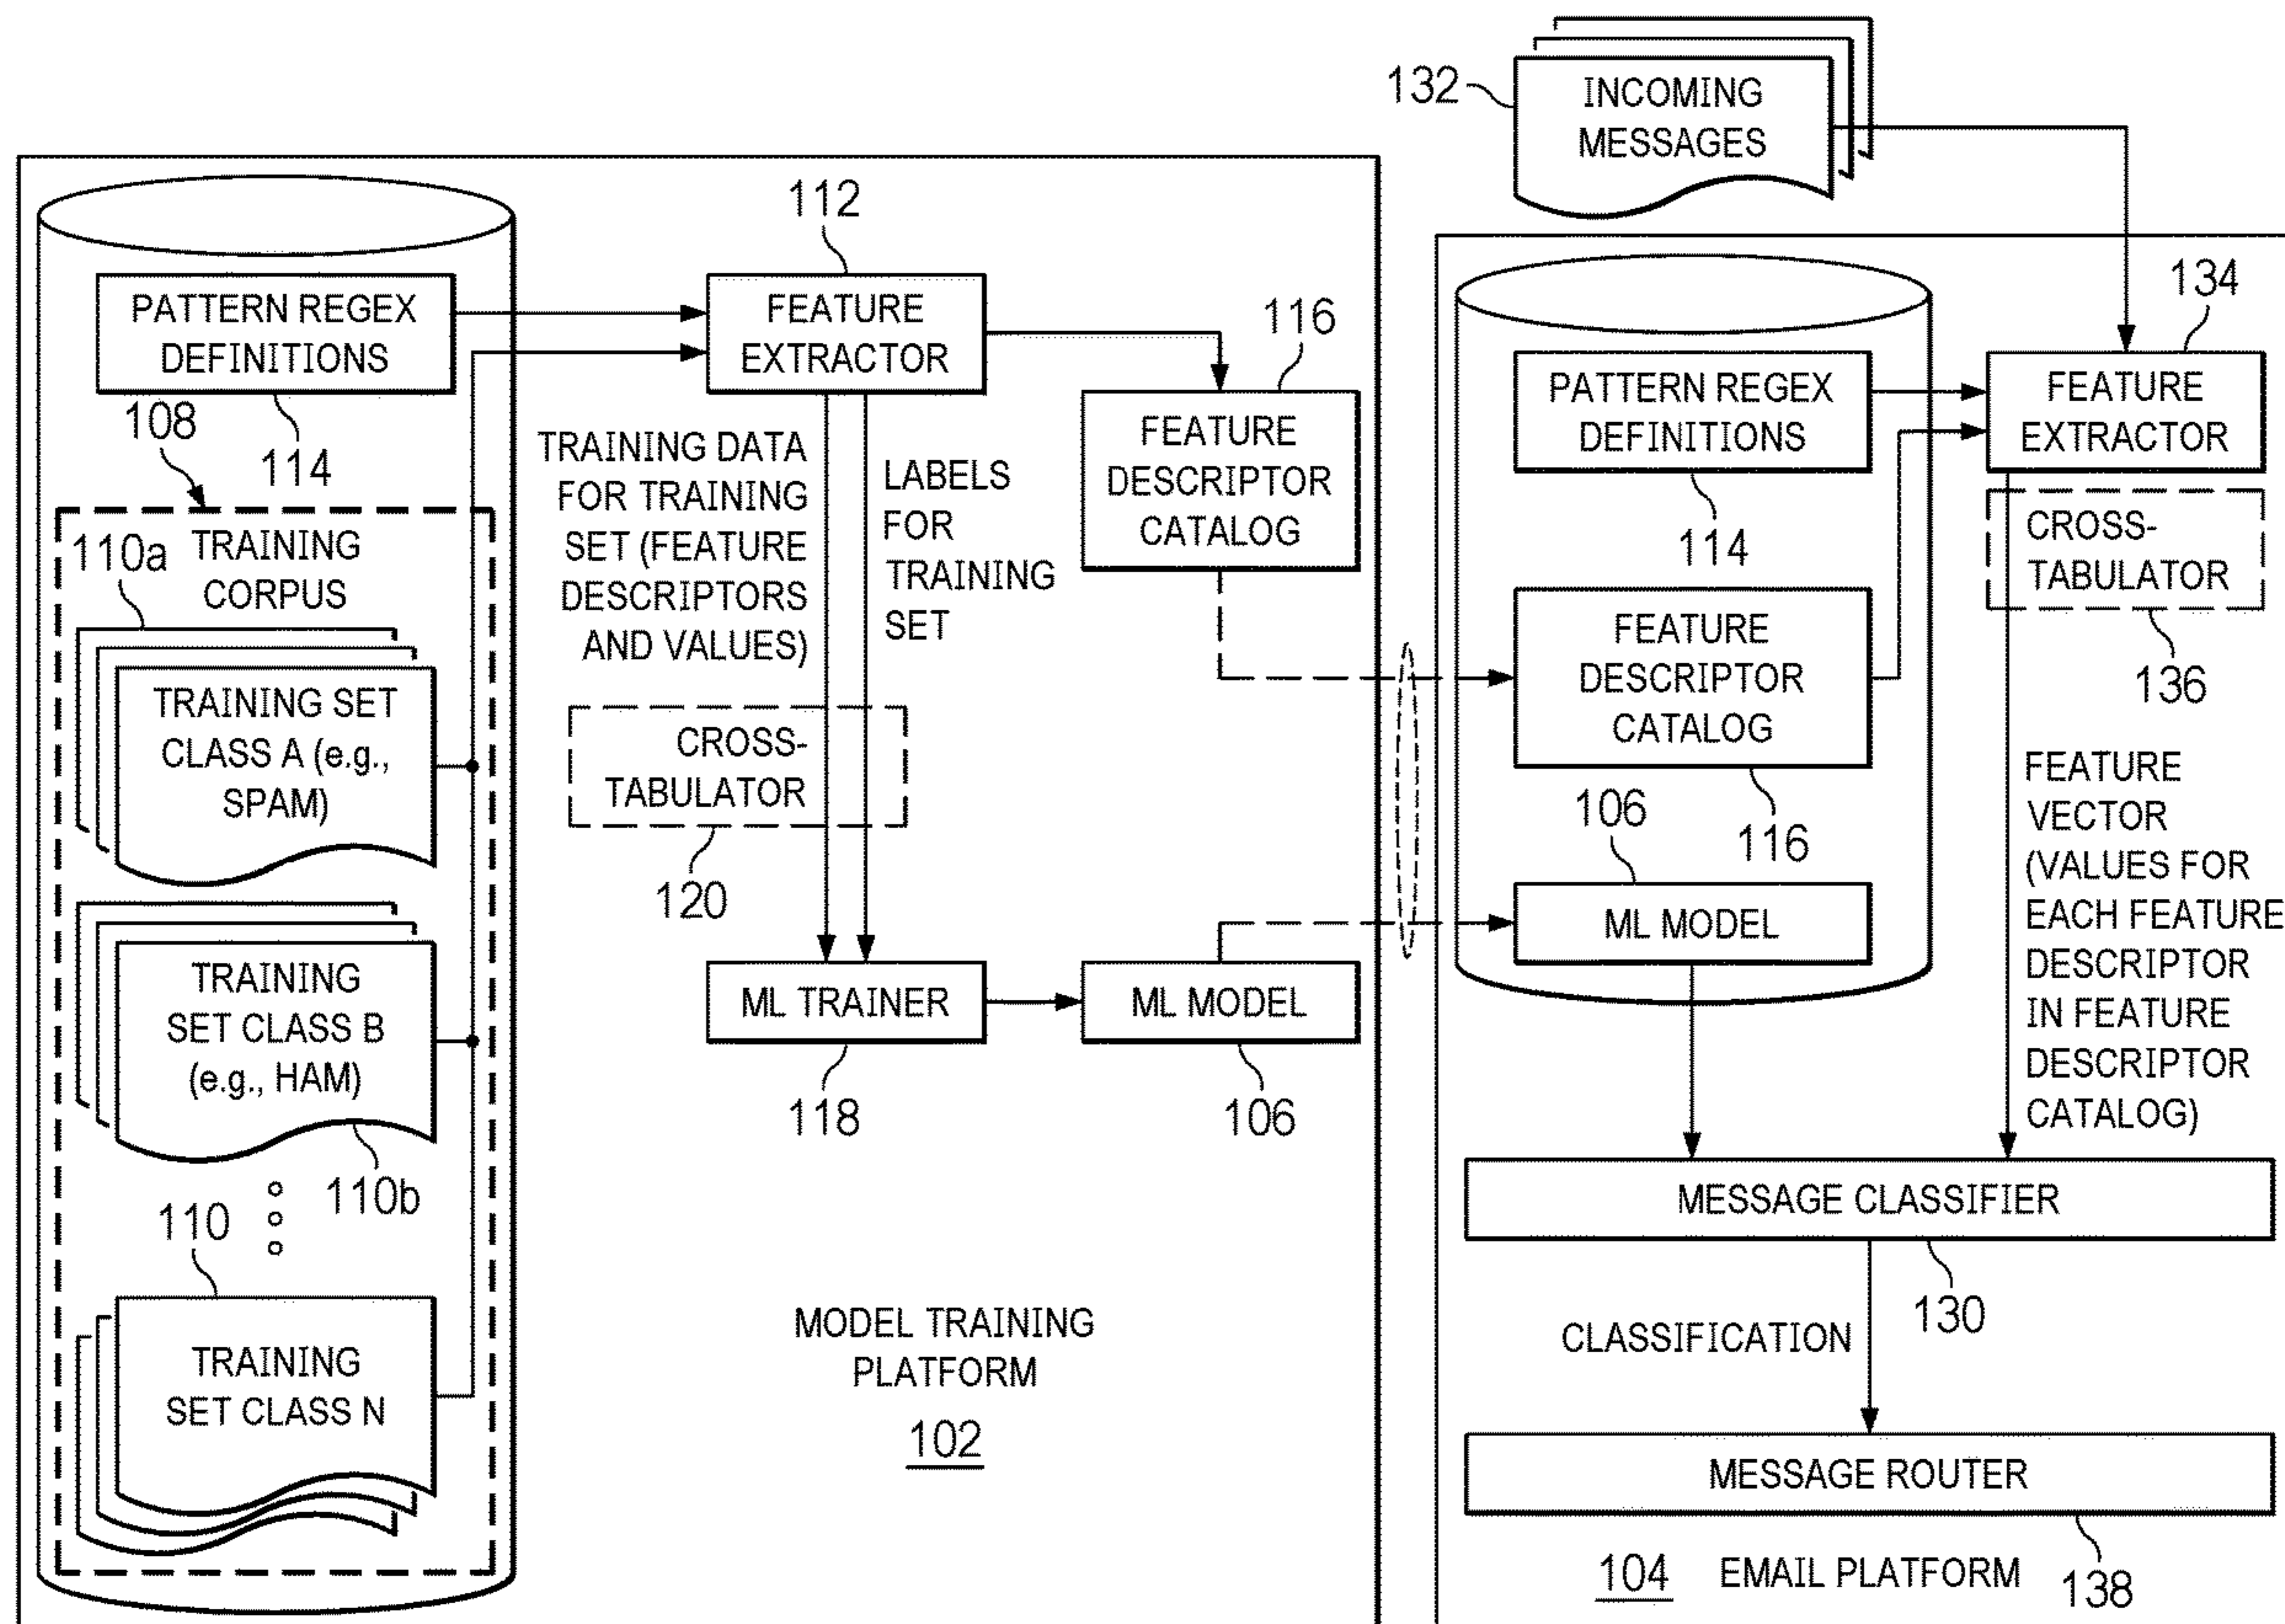 132
INCOMING
MESSAGES
112
PATTERN REGEX
DEFINITIONS
114
FEATURE
EXTRACTOR
116
FEATURE
DESCRIPTOR
CATALOG
108
TRAINING
CORPUS
110a
TRAINING SET
CLASS A (e.g.,
SPAM)
TRAINING
SET CLASS B
(e.g., HAM)
110b
110
TRAINING
SET CLASS N
TRAINING DATA
FOR TRAINING
SET (FEATURE
DESCRIPTORS
AND VALUES)
LABELS
FOR
TRAINING
SET
CROSS-
TABULATOR
120
ML TRAINER
118
ML MODEL
106
MODEL TRAINING
PLATFORM
102
134
PATTERN REGEX
DEFINITIONS
114
FEATURE
EXTRACTOR
CROSS-
TABULATOR
136
FEATURE
DESCRIPTOR
CATALOG
116
106
ML MODEL
FEATURE
VECTOR
(VALUES FOR
EACH FEATURE
DESCRIPTOR
IN FEATURE
DESCRIPTOR
CATALOG)
MESSAGE CLASSIFIER
130
CLASSIFICATION
MESSAGE ROUTER
138
104
EMAIL PLATFORM